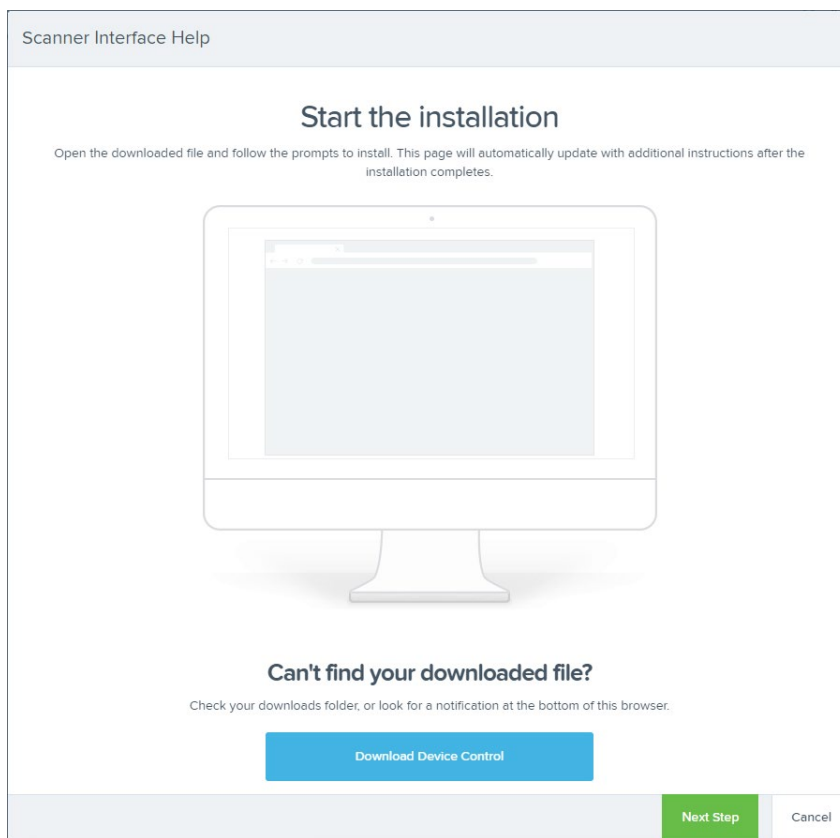 Scanner Interface Help
Start the installation
Open the downloaded file and follow the prompts to install. This page will automatically update with additional instructions after the
installation completes.
Can't find your downloaded file?
Check your downloads folder, or look for a notification at the bottom of this browser.
Download Device Control
Next Step
Cancel